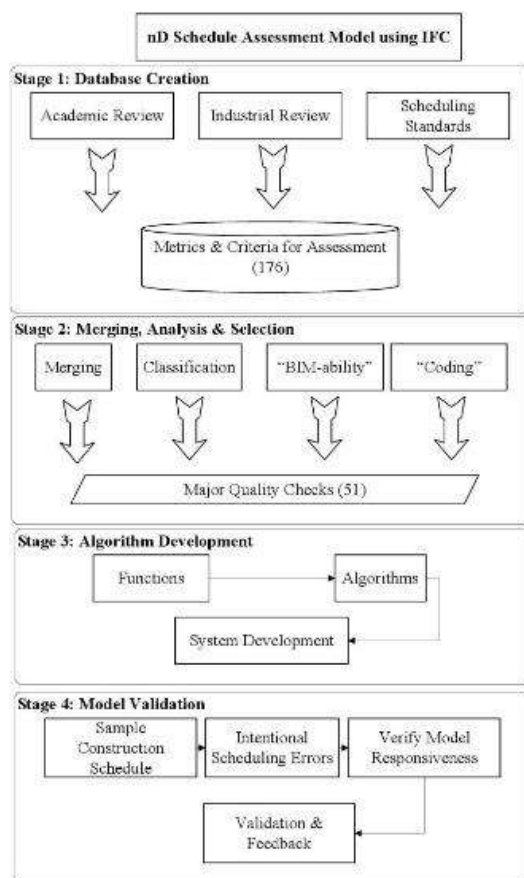 nD Schedule Assessment Model using IFC
Stage 1: Database Creation
Academic Review
Industrial Review
Scheduling
Standards
Metrics & Criteria for Assessment
(176)
Stage 2: Merging, Analysis & Selection
Merging
Classification
“BIM-ability”
“Coding”
Major Quality Checks (51)
Stage 3: Algorithm Development
Functions
Algorithms
System Development
Stage 4: Model Validation
Sample
Construction
Schedule
Intentional
Scheduling Errors
Verify Model
Responsiveness
Validation &
Feedback